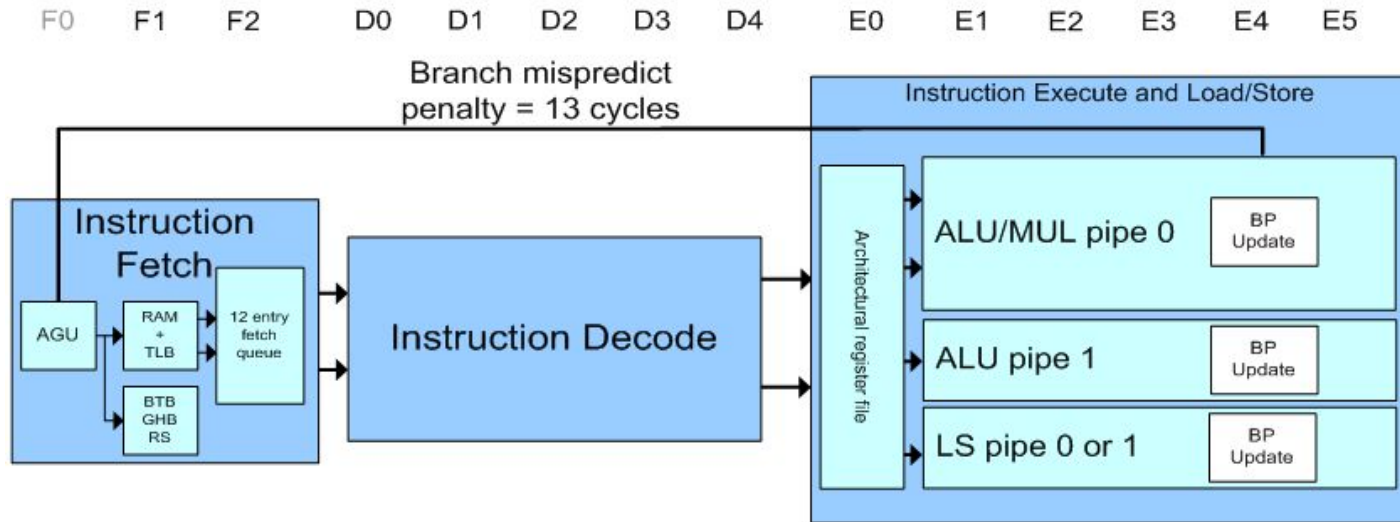 F0 F1 F2 D0 D1 D2 D3 D4 E0 E1 E2 E3 E4 E5
Branch mispredict
penalty = 13 cycles
Instruction Execute and Load/Store
Instruction
Fetch
AGU
RAM
+
TLB
12 entry
fetch
queue
BTB
GHB
RS
Instruction Decode
Architectural register file
ALU/MUL pipe 0
BP
Update
ALU pipe 1
BP
Update
LS pipe 0 or 1
BP
Update